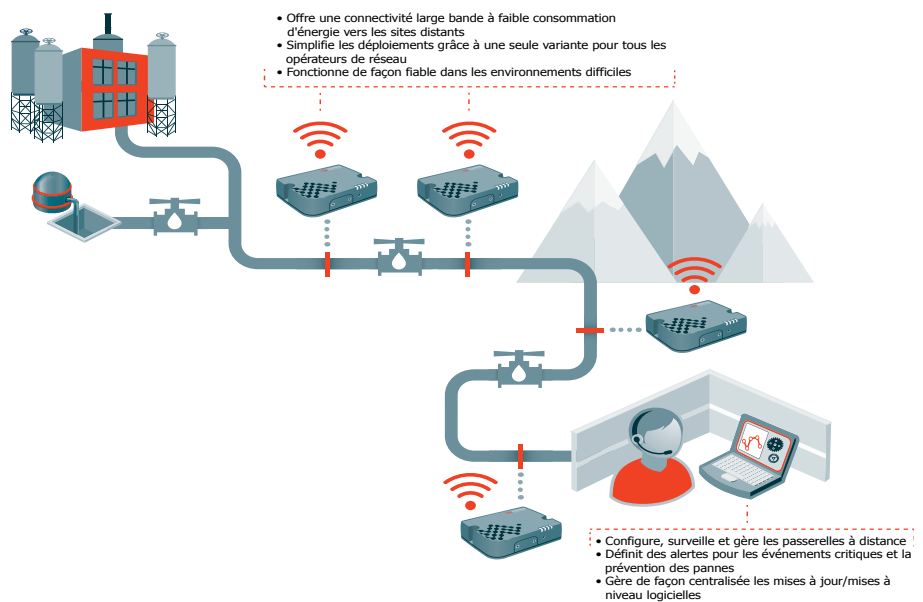 • Offre une connectivité large bande à faible consommation
d'énergie vers les sites distants
• Simplifie les déploiements grâce à une seule variante pour tous les
opérateurs de réseau
• Fonctionne de façon fiable dans les environnements difficiles
• Configure, surveille et gère les passerelles à distance
• Définit des alertes pour les événements critiques et la
prévention des pannes
• Gère de façon centralisée les mises à jour/mises à
niveau logicielles